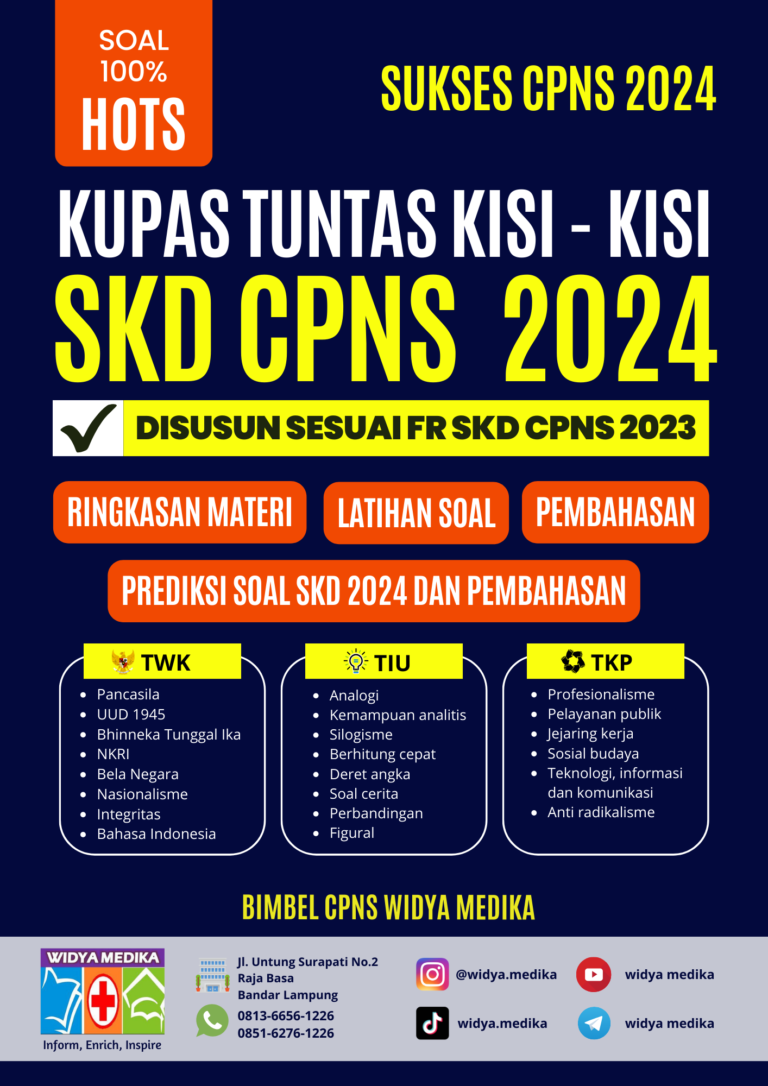 SOAL
100%
HOTS
SUKSES CPNS 2024
KUPAS TUNTAS KISI - KISI
SKD CPNS 2024
DISUSUN SESUAI FR SKD CPNS 2023
RINGKASAN MATERI
LATIHAN SOAL
PEMBAHASAN
PREDIKSI SOAL SKD 2024 DAN PEMBAHASAN
TWK
• Pancasila
• UUD 1945
• Bhinneka Tunggal Ika
• NKRI
• Bela Negara
• Nasionalisme
• Integritas
• Bahasa Indonesia
TIU
• Analogi
• Kemampuan analitis
• Silogisme
• Berhitung cepat
• Deret angka
• Soal cerita
• Perbandingan
• Figural
TKP
• Profesionalisme
• Pelayanan publik
• Jejaring kerja
• Sosial budaya
• Teknologi, informasi
dan komunikasi
• Anti radikalisme
BIMBEL CPNS WIDYA MEDIKA
WIDYA MEDIKA
Inform, Enrich, Inspire
Jl. Untung Surapati No.2
Raja Basa
Bandar Lampung
0813-6656-1226
0851-6276-1226
@widya.medika
widya medika
widya.medika
widya medika